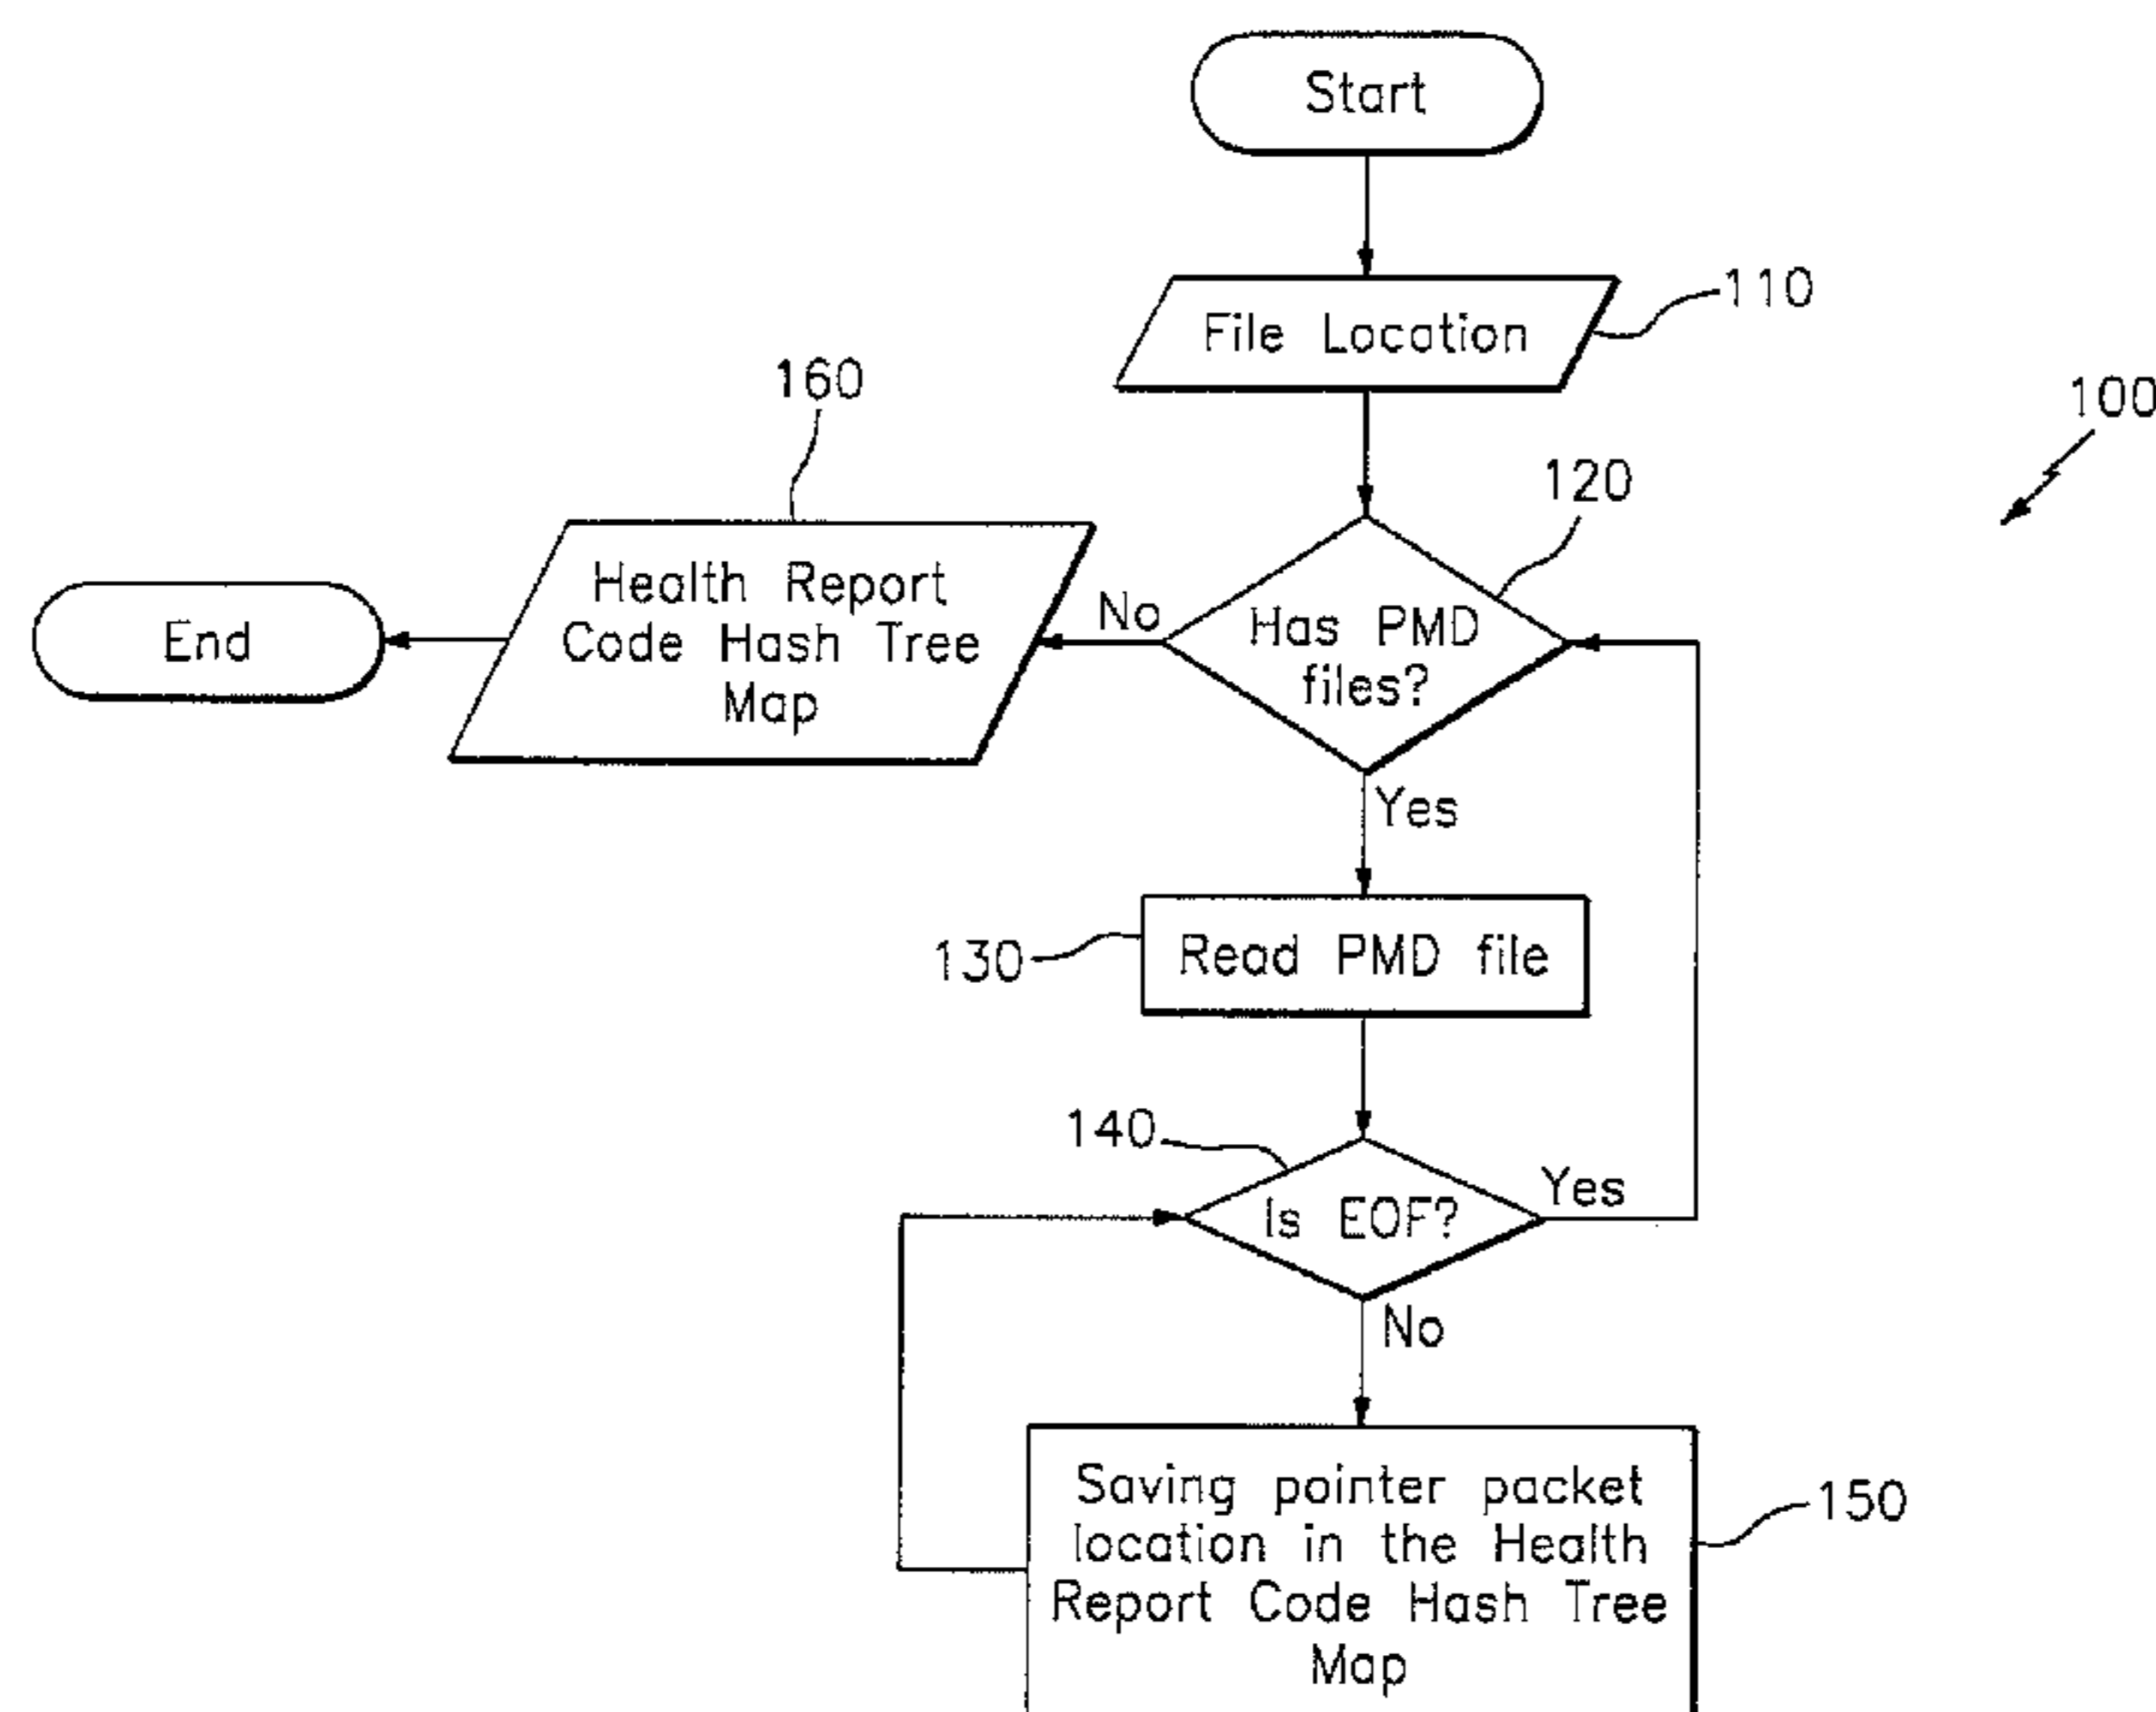 Start
File Location
110
160
100
120
Health Report
Code Hash Tree
Map
End
No
Has PMD
files?
Yes
130
Read PMD file
140
Is EOF?
Yes
No
Saving pointer packet
location in the Health
Report Code Hash Tree
Map
150